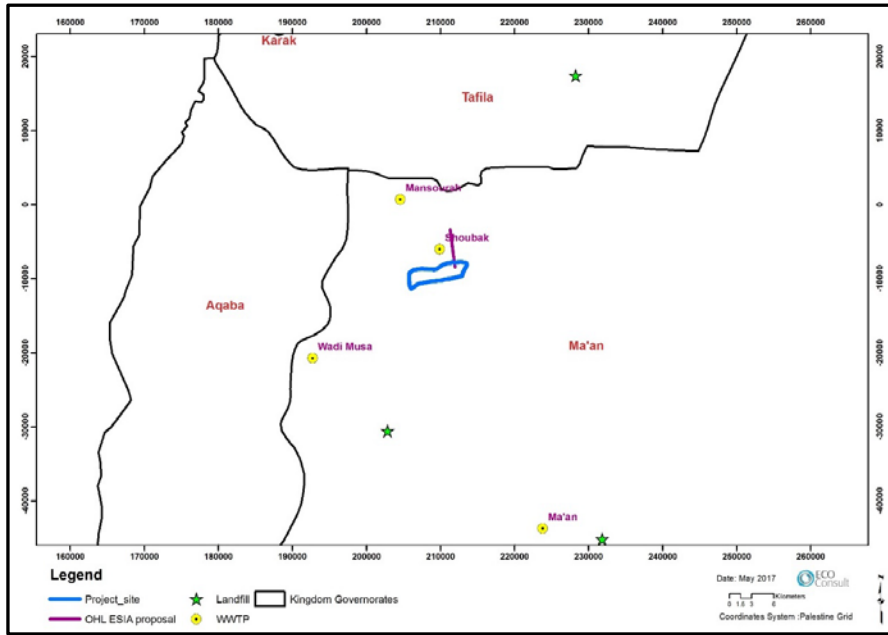 160000 170000 180000 190000 200000 210000 220000 230000 240000 250000 260000
Karak
Tafila
Mansourah
Shoubak
Aqaba
Ma'an
Wadi Musa
Ma'an
20000
10000
0
-10000
-20000
-30000
-40000
20000
10000
0
-10000
-20000
-30000
-40000
160000 170000 180000 190000 200000 210000 220000 230000 240000 250000 260000
Legend
Project_site
Landfill
Kingdom Governorates
OHL ESIA proposal
WWTP
Date: May 2017
ECO
Consult
0 1.5 3 6
Kilometers
Coordinates System :Palestine Grid